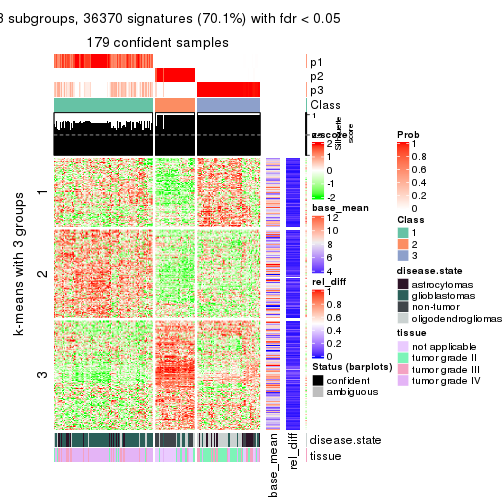 3 subgroups, 36370 signatures (70.1%) with fdr < 0.05
179 confident samples
p1
p2
p3
Class
1
Silhouette
score
k-means with 3 groups
1
2
3
z-score
2
1
0
-1
-2
base_mean
12
10
8
6
4
rel_diff
1
0.8
0.6
0.4
0.2
0
Status (barplots)
confident
ambiguous
Prob
1
0.8
0.6
0.4
0.2
0
Class
1
2
3
disease.state
astrocytomas
glioblastomas
non-tumor
oligodendrogliomas
tissue
not applicable
tumor grade II
tumor grade III
tumor grade IV
disease.state
tissue
base_mean
rel_diff